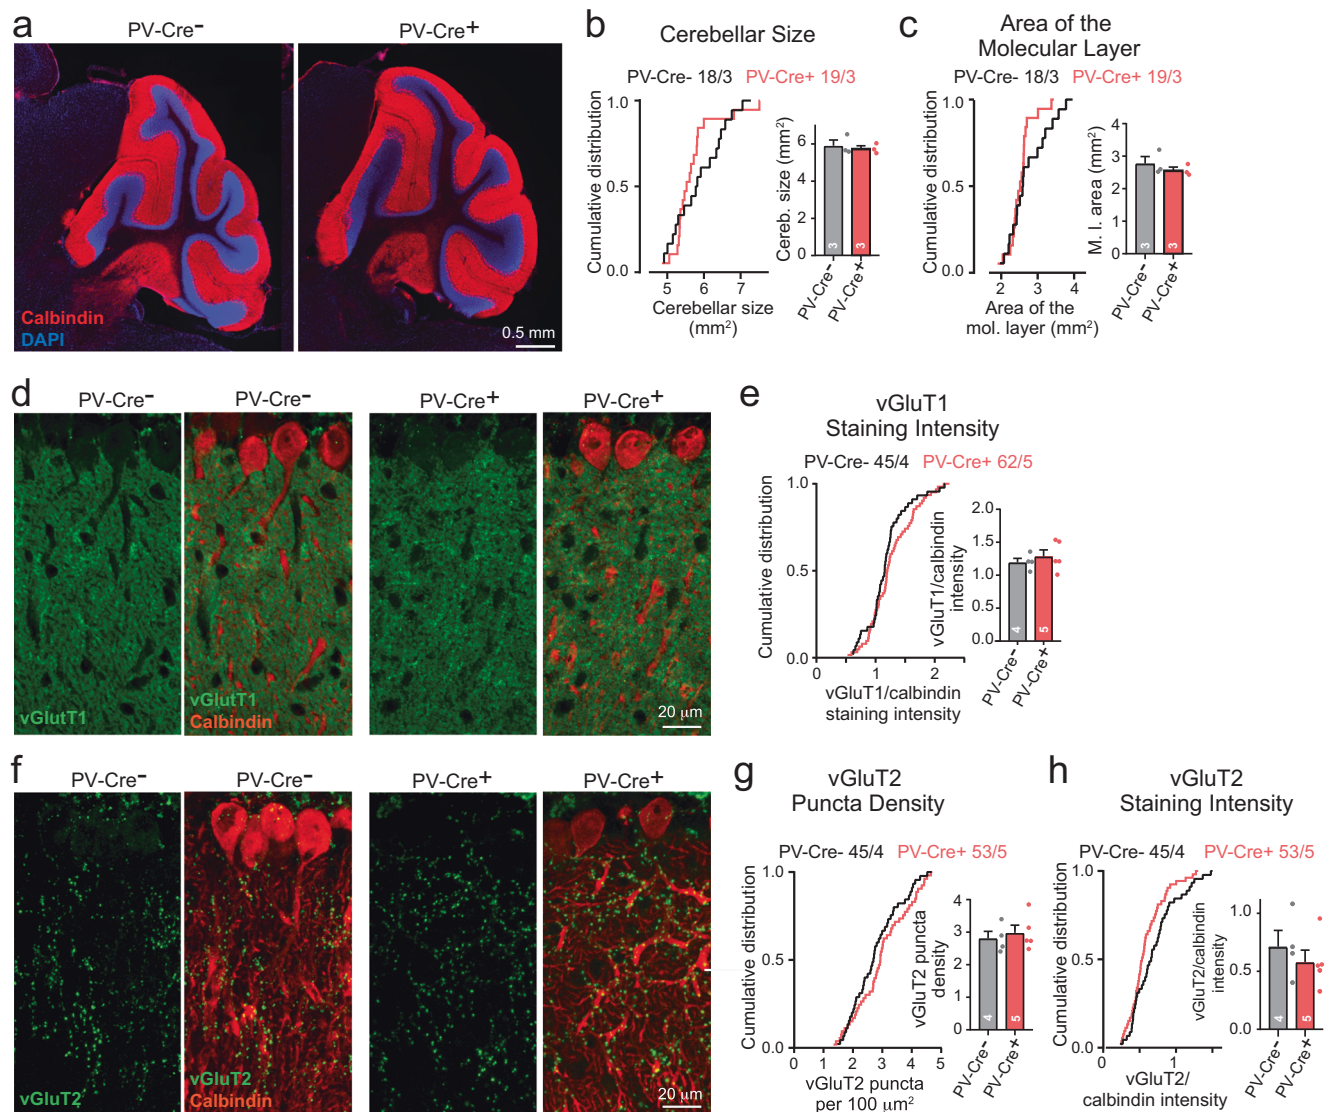 a
PV-Cre-
PV-Cre+
Calbindin
DAPI
0.5 mm
b
Cerebellar Size
PV-Cre- 18/3 PV-Cre+ 19/3
Cumulative distribution
1.0
0.5
0.0
5 6 7
Cerebellar size
(mm²)
Cereb. size (mm²)
6
4
2
0
3 3
PV-Cre-
PV-Cre+
c
Area of the
Molecular Layer
PV-Cre- 18/3 PV-Cre+ 19/3
Cumulative distribution
1.0
0.5
0.0
2 3 4
Area of the
mol. layer (mm²)
M. l. area (mm²)
4
3
2
1
0
3 3
PV-Cre-
PV-Cre+
d
PV-Cre-
PV-Cre-
PV-Cre+
PV-Cre+
vGlutT1
vGlutT1
Calbindin
20 µm
e
vGluT1
Staining Intensity
PV-Cre- 45/4 PV-Cre+ 62/5
Cumulative distribution
1.0
0.5
0.0
0 1 2
vGluT1/calbindin
staining intensity
vGluT1/calbindin
intensity
2.0
1.5
1.0
0.5
0.0
4 5
PV-Cre-
PV-Cre+
f
PV-Cre-
PV-Cre-
PV-Cre+
PV-Cre+
vGluT2
vGluT2
Calbindin
20 µm
g
vGluT2
Puncta Density
PV-Cre- 45/4 PV-Cre+ 53/5
Cumulative distribution
1.0
0.5
0.0
0 1 2 3 4 5
vGluT2 puncta
per 100 µm²
vGluT2 puncta
density
4
3
2
1
0
4 5
PV-Cre-
PV-Cre+
h
vGluT2
Staining Intensity
PV-Cre- 45/4 PV-Cre+ 53/5
Cumulative distribution
1.0
0.5
0.0
0 1
vGluT2/
calbindin intensity
vGluT2/calbindin
intensity
1.0
0.5
0.0
4 5
PV-Cre-
PV-Cre+